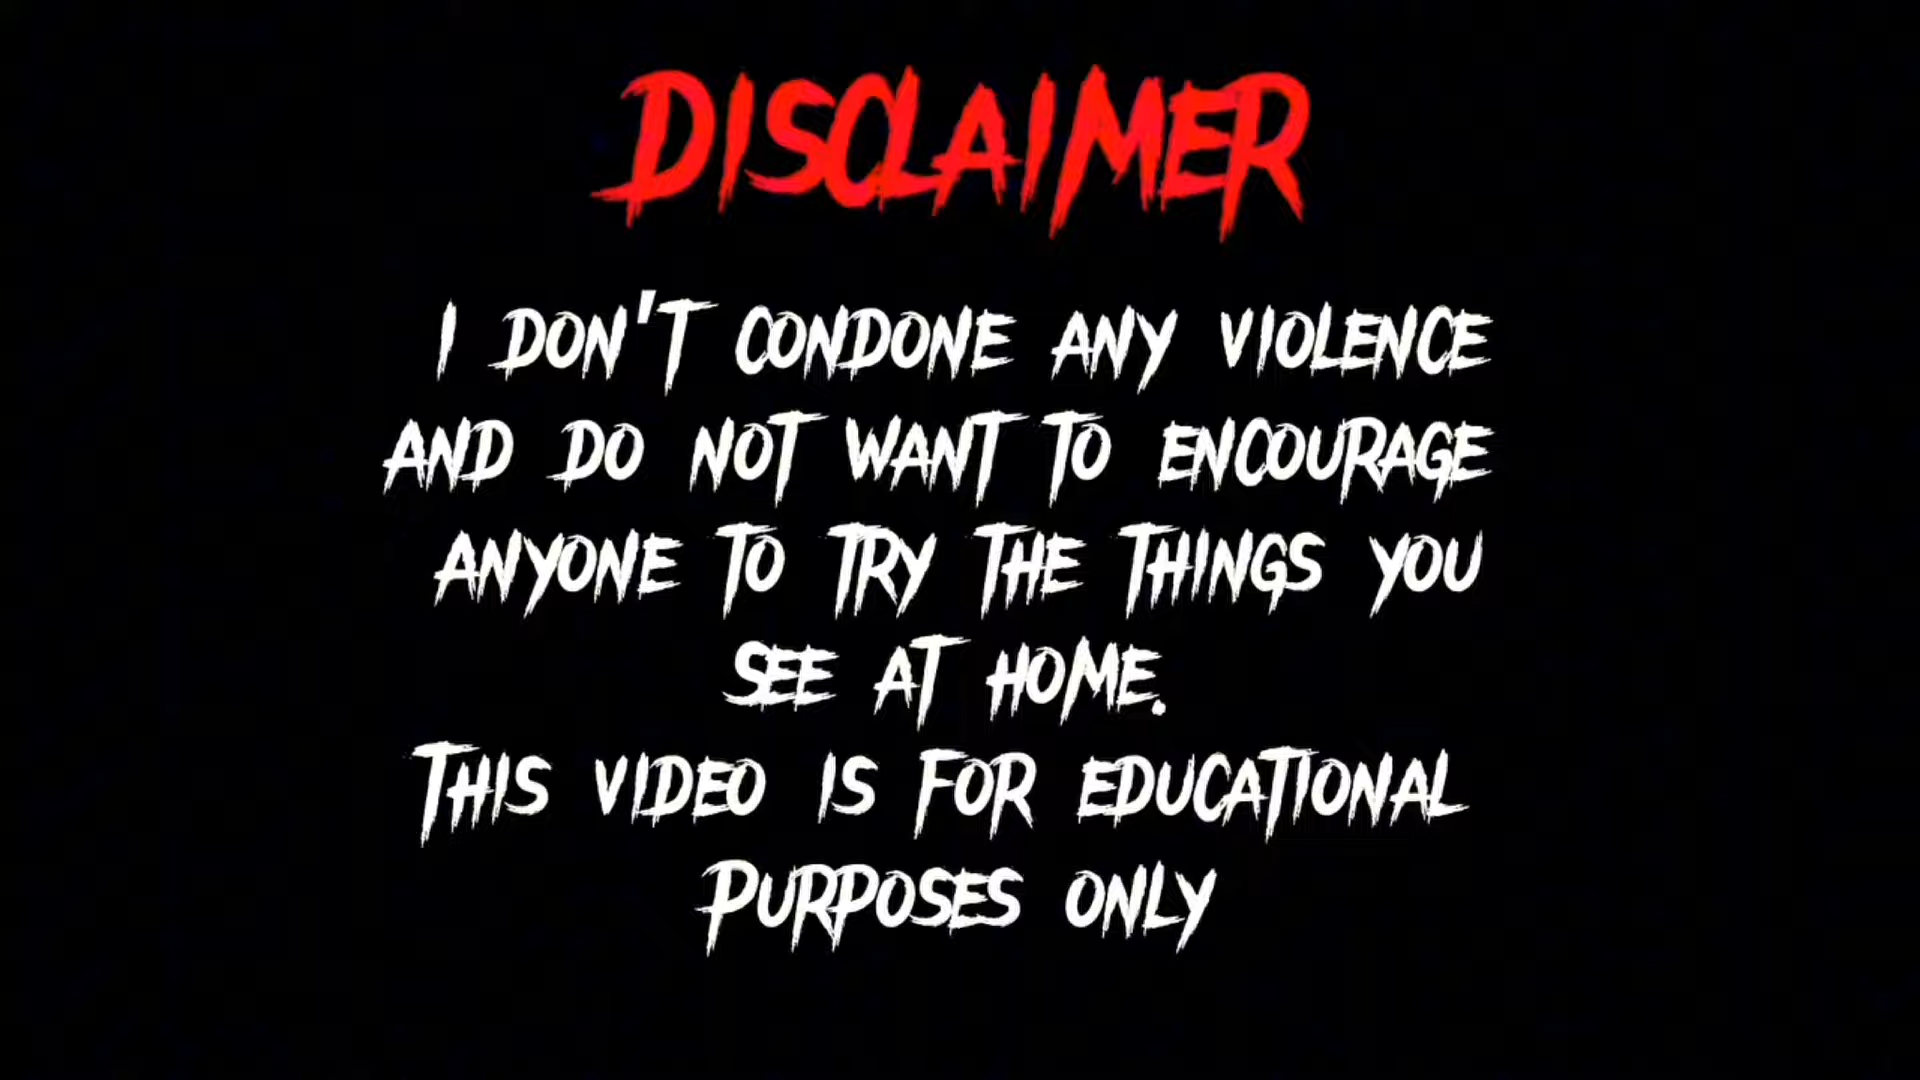 DISCLAIMER
I DON'T CONDONE ANY VIOLENCE
AND DO NOT WANT TO ENCOURAGE
ANYONE TO TRY THE THINGS YOU
SEE AT HOME.
THIS VIDEO IS FOR EDUCATIONAL
PURPOSES ONLY